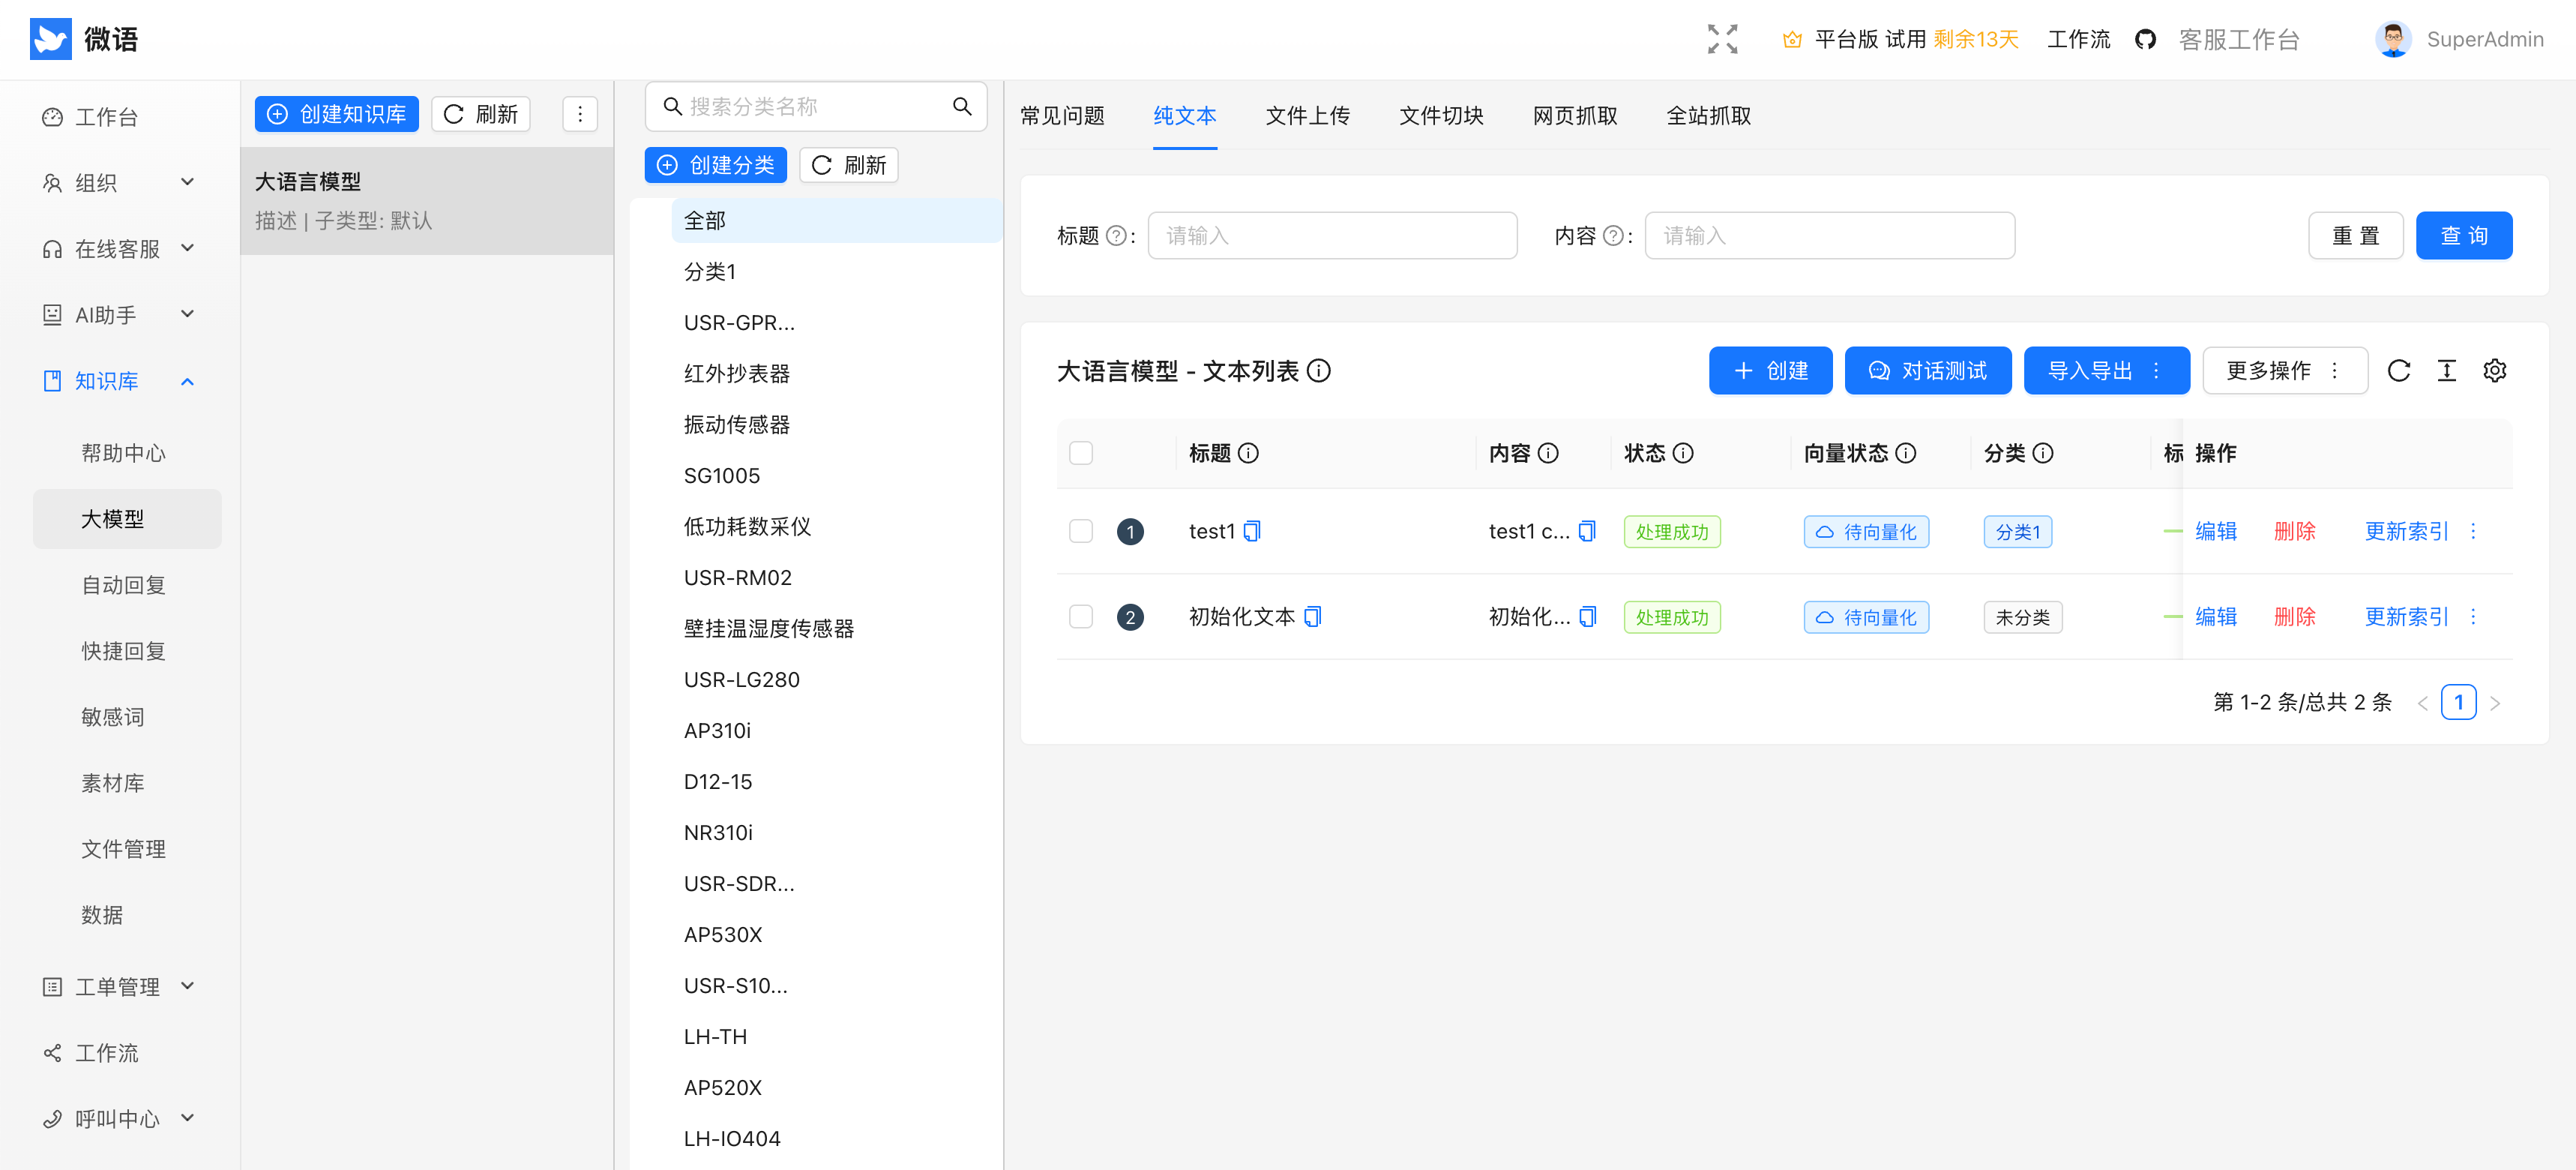 微语
平台版 试用 剩余13天 工作流 客服工作台 SuperAdmin
工作台
组织
在线客服
AI助手
知识库
帮助中心
大模型
自动回复
快捷回复
敏感词
素材库
文件管理
数据
工单管理
工作流
呼叫中心
创建知识库 刷新
大语言模型
描述 | 子类型: 默认
搜索分类名称
创建分类 刷新
全部
分类1
USR-GPR...
红外抄表器
振动传感器
SG1005
低功耗数采仪
USR-RM02
壁挂温湿度传感器
USR-LG280
AP310i
D12-15
NR310i
USR-SDR...
AP530X
USR-S10...
LH-TH
AP520X
LH-IO404
常见问题 纯文本 文件上传 文件切块 网页抓取 全站抓取
标题 : 请输入 内容 : 请输入 重 置 查 询
大语言模型 - 文本列表 创建 对话测试 导入导出 更多操作
标题 内容 状态 向量状态 分类 标 操作
1 test1 test1 c... 处理成功 待向量化 分类1 编辑 删除 更新索引
2 初始化文本 初始化... 处理成功 待向量化 未分类 编辑 删除 更新索引
第 1-2 条/总共 2 条 < 1 >